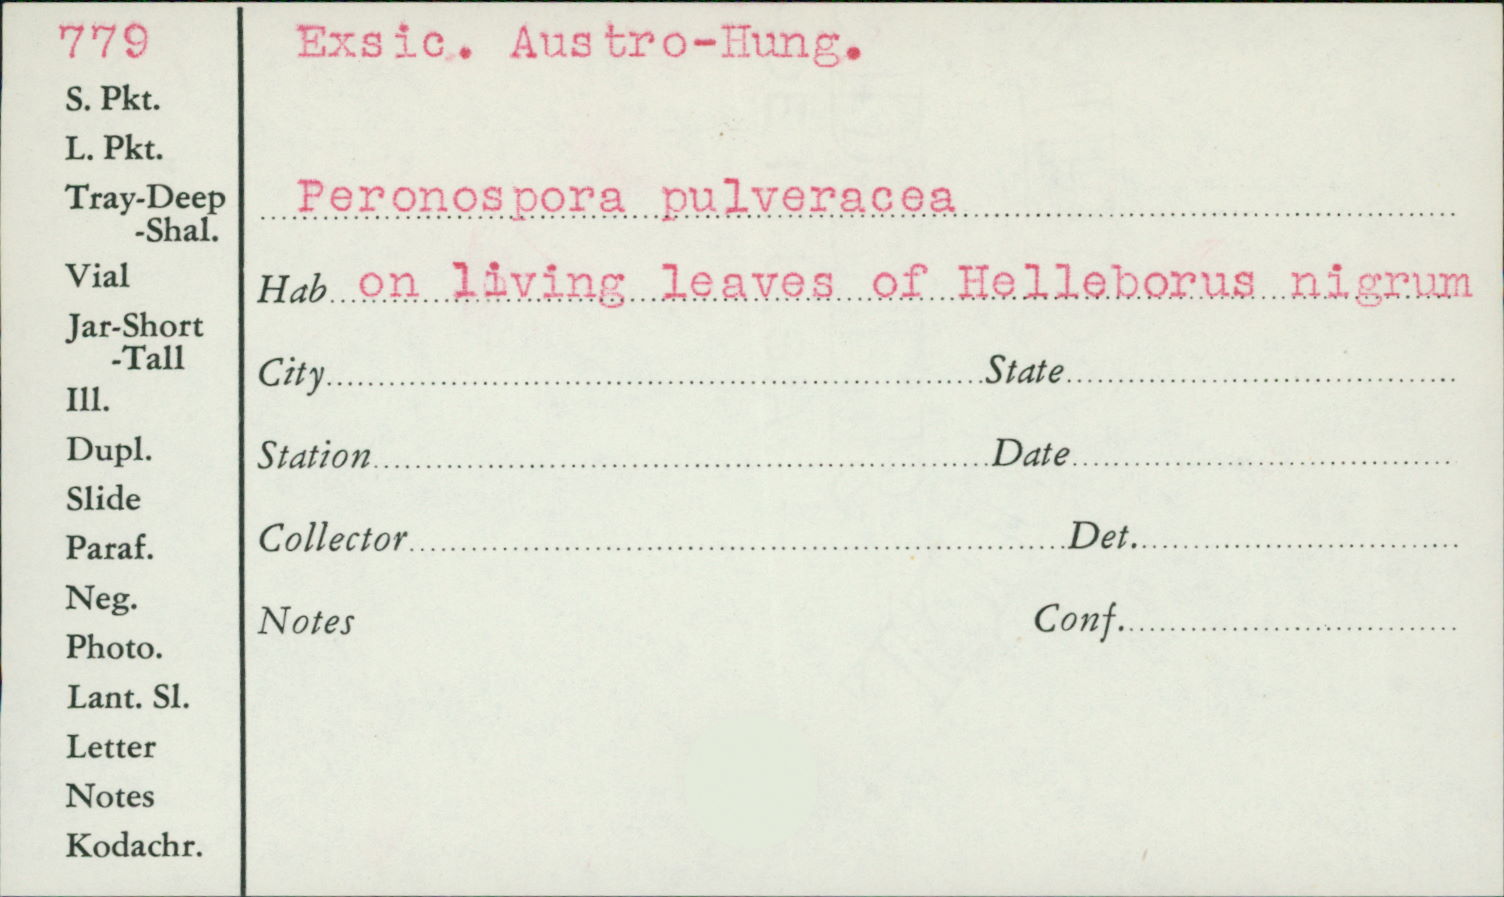 779 Exsic. Austro-Hung.
S. Pkt.
L. Pkt.
Tray-Deep
-Shal.
Peronospora pulveracea
Vial
Hab on living leaves of Helleborus nigrum
Jar-Short
-Tall
City State
Ill.
Dupl.
Station Date
Slide
Paraf.
Collector Det.
Neg.
Notes Conf.
Photo.
Lant. Sl.
Letter
Notes
Kodachr.